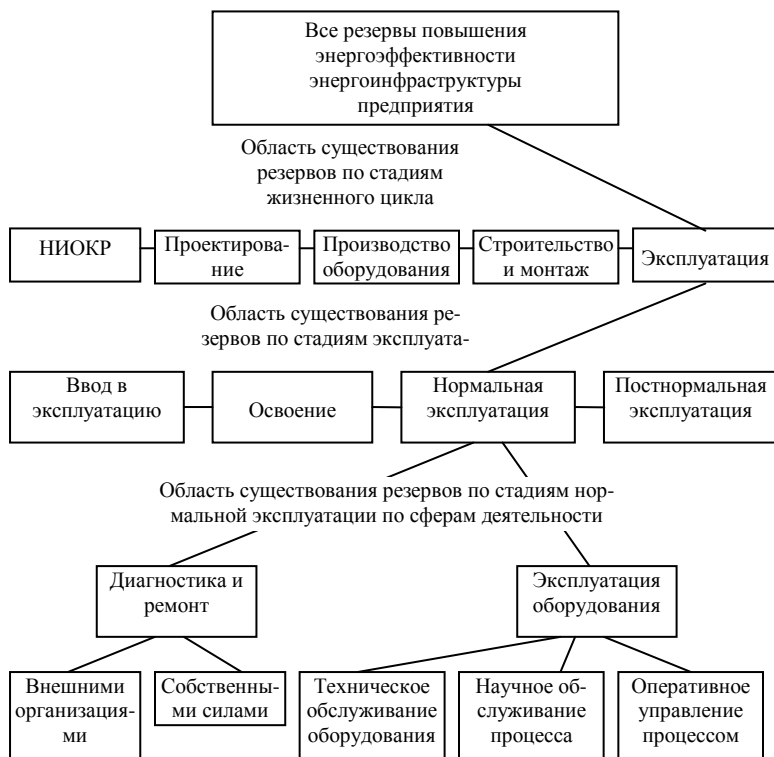 Все резервы повышения
энергоэффективности
энергоинфраструктуры
предприятия
Область существования
резервов по стадиям
жизненного цикла
НИОКР
Проектирова-
ние
Производство
оборудования
Строительство
и монтаж
Эксплуатация
Область существования ре-
зервов по стадиям эксплуата-
Ввод в
эксплуатацию
Освоение
Нормальная
эксплуатация
Постнормальная
эксплуатация
Область существования резервов по стадиям нор-
мальной эксплуатации по сферам деятельности
Диагностика и
ремонт
Эксплуатация
оборудования
Внешними
организация-
ми
Собственны-
ми силами
Техническое
обслуживание
оборудования
Научное об-
служивание
процесса
Оперативное
управление
процессом